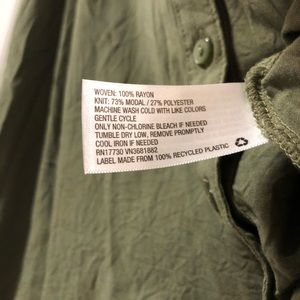 WOVEN: 100% RAYON
KNIT: 73% MODAL / 27% POLYESTER
MACHINE WASH COLD WITH LIKE COLORS
GENTLE CYCLE
ONLY NON-CHLORINE BLEACH IF NEEDED
TUMBLE DRY LOW, REMOVE PROMPTLY
COOL IRON IF NEEDED
RN17730 VN3681882
LABEL MADE FROM 100% RECYCLED PLASTIC